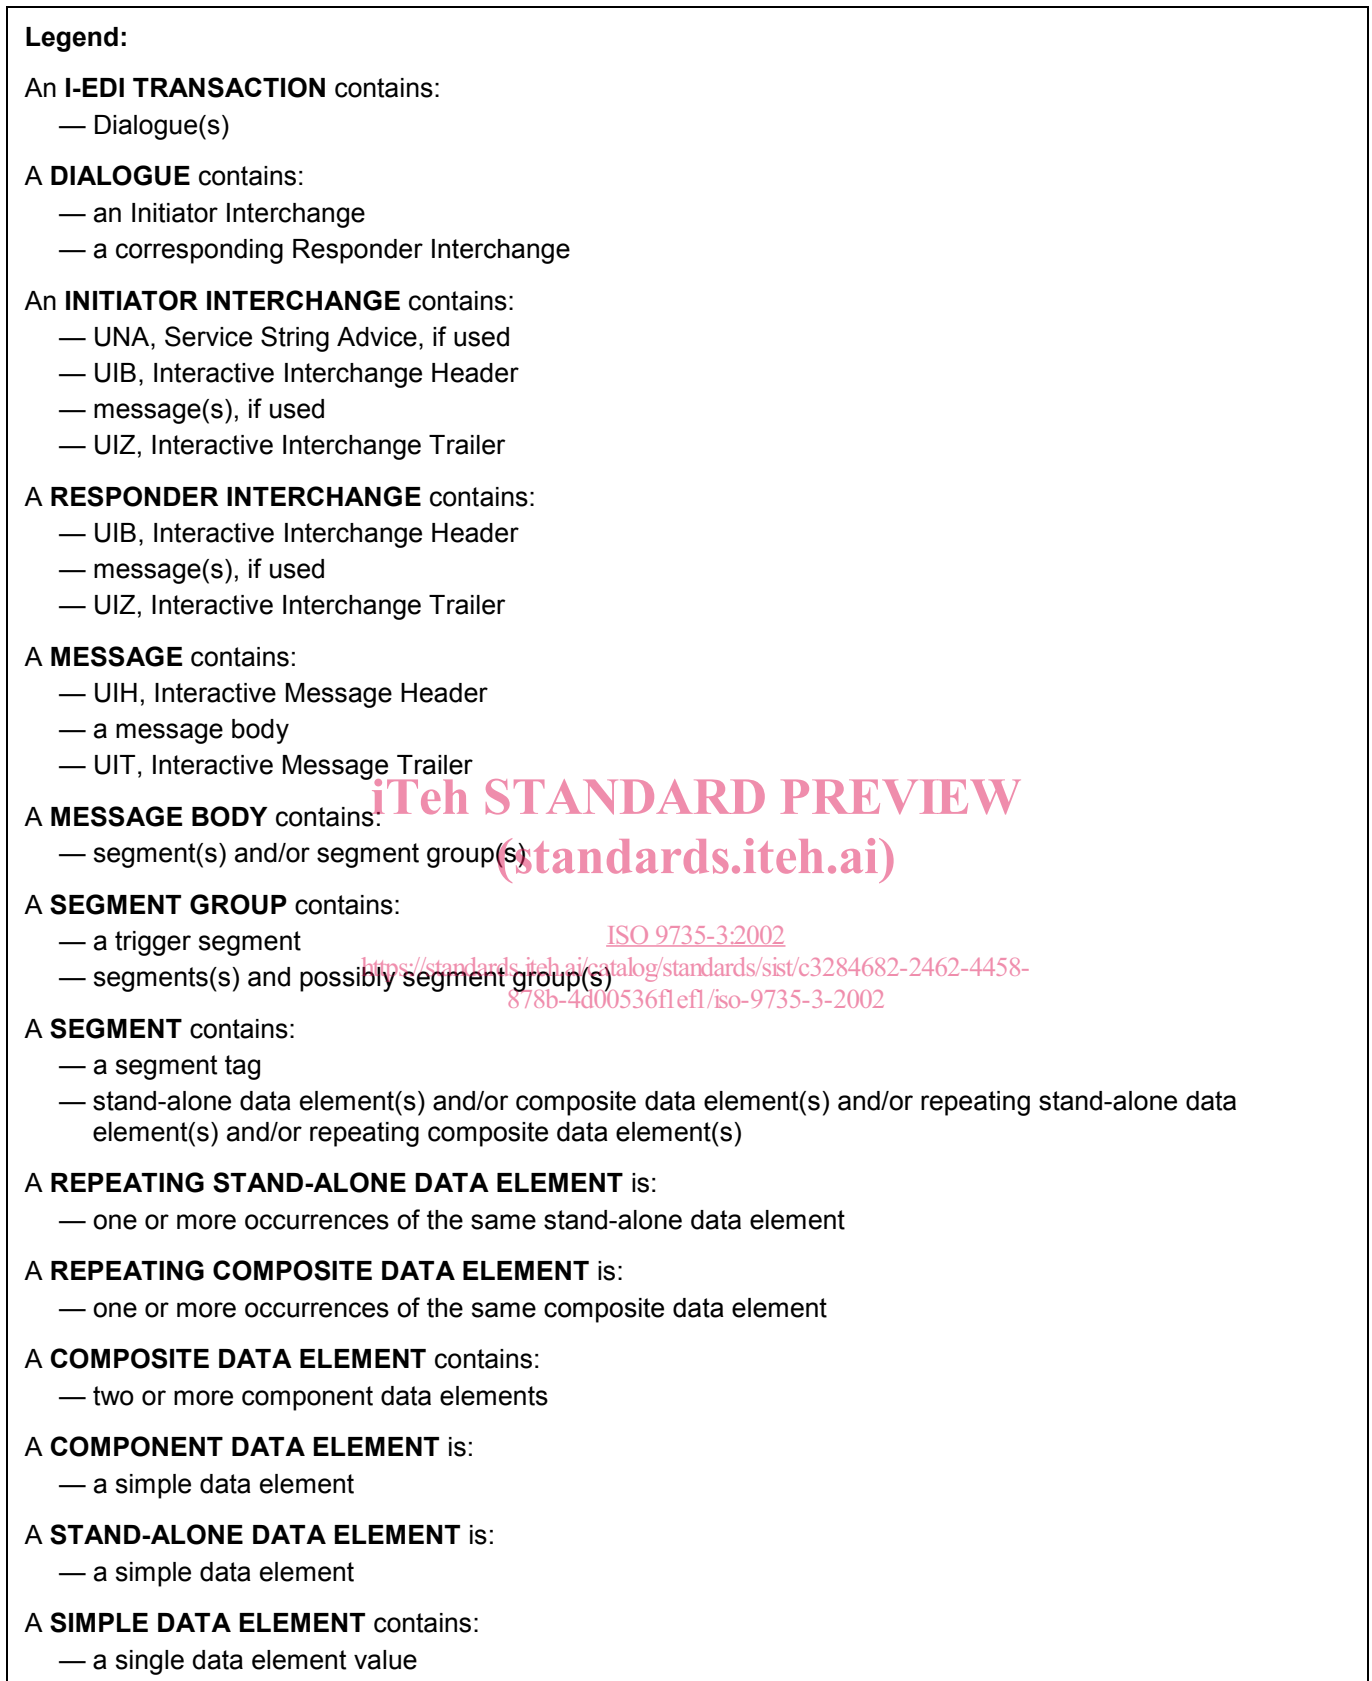 Legend:
An I-EDI TRANSACTION contains:
— Dialogue(s)
A DIALOGUE contains:
— an Initiator Interchange
— a corresponding Responder Interchange
An INITIATOR INTERCHANGE contains:
— UNA, Service String Advice, if used
— UIB, Interactive Interchange Header
— message(s), if used
— UIZ, Interactive Interchange Trailer
A RESPONDER INTERCHANGE contains:
— UIB, Interactive Interchange Header
— message(s), if used
— UIZ, Interactive Interchange Trailer
A MESSAGE contains:
— UIH, Interactive Message Header
— a message body
— UIT, Interactive Message Trailer
iTeh STANDARD PREVIEW
A MESSAGE BODY contains:
— segment(s) and/or segment group(s)
(standards.iteh.ai)
A SEGMENT GROUP contains:
— a trigger segment
ISO 9735-3:2002
— segments(s) and possibly segment group(s)
https://standards.iteh.ai/catalog/standards/sist/c3284682-2462-4458-
878b-4d00536f1ef1/iso-9735-3-2002
A SEGMENT contains:
— a segment tag
— stand-alone data element(s) and/or composite data element(s) and/or repeating stand-alone data
element(s) and/or repeating composite data element(s)
A REPEATING STAND-ALONE DATA ELEMENT is:
— one or more occurrences of the same stand-alone data element
A REPEATING COMPOSITE DATA ELEMENT is:
— one or more occurrences of the same composite data element
A COMPOSITE DATA ELEMENT contains:
— two or more component data elements
A COMPONENT DATA ELEMENT is:
— a simple data element
A STAND-ALONE DATA ELEMENT is:
— a simple data element
A SIMPLE DATA ELEMENT contains:
— a single data element value